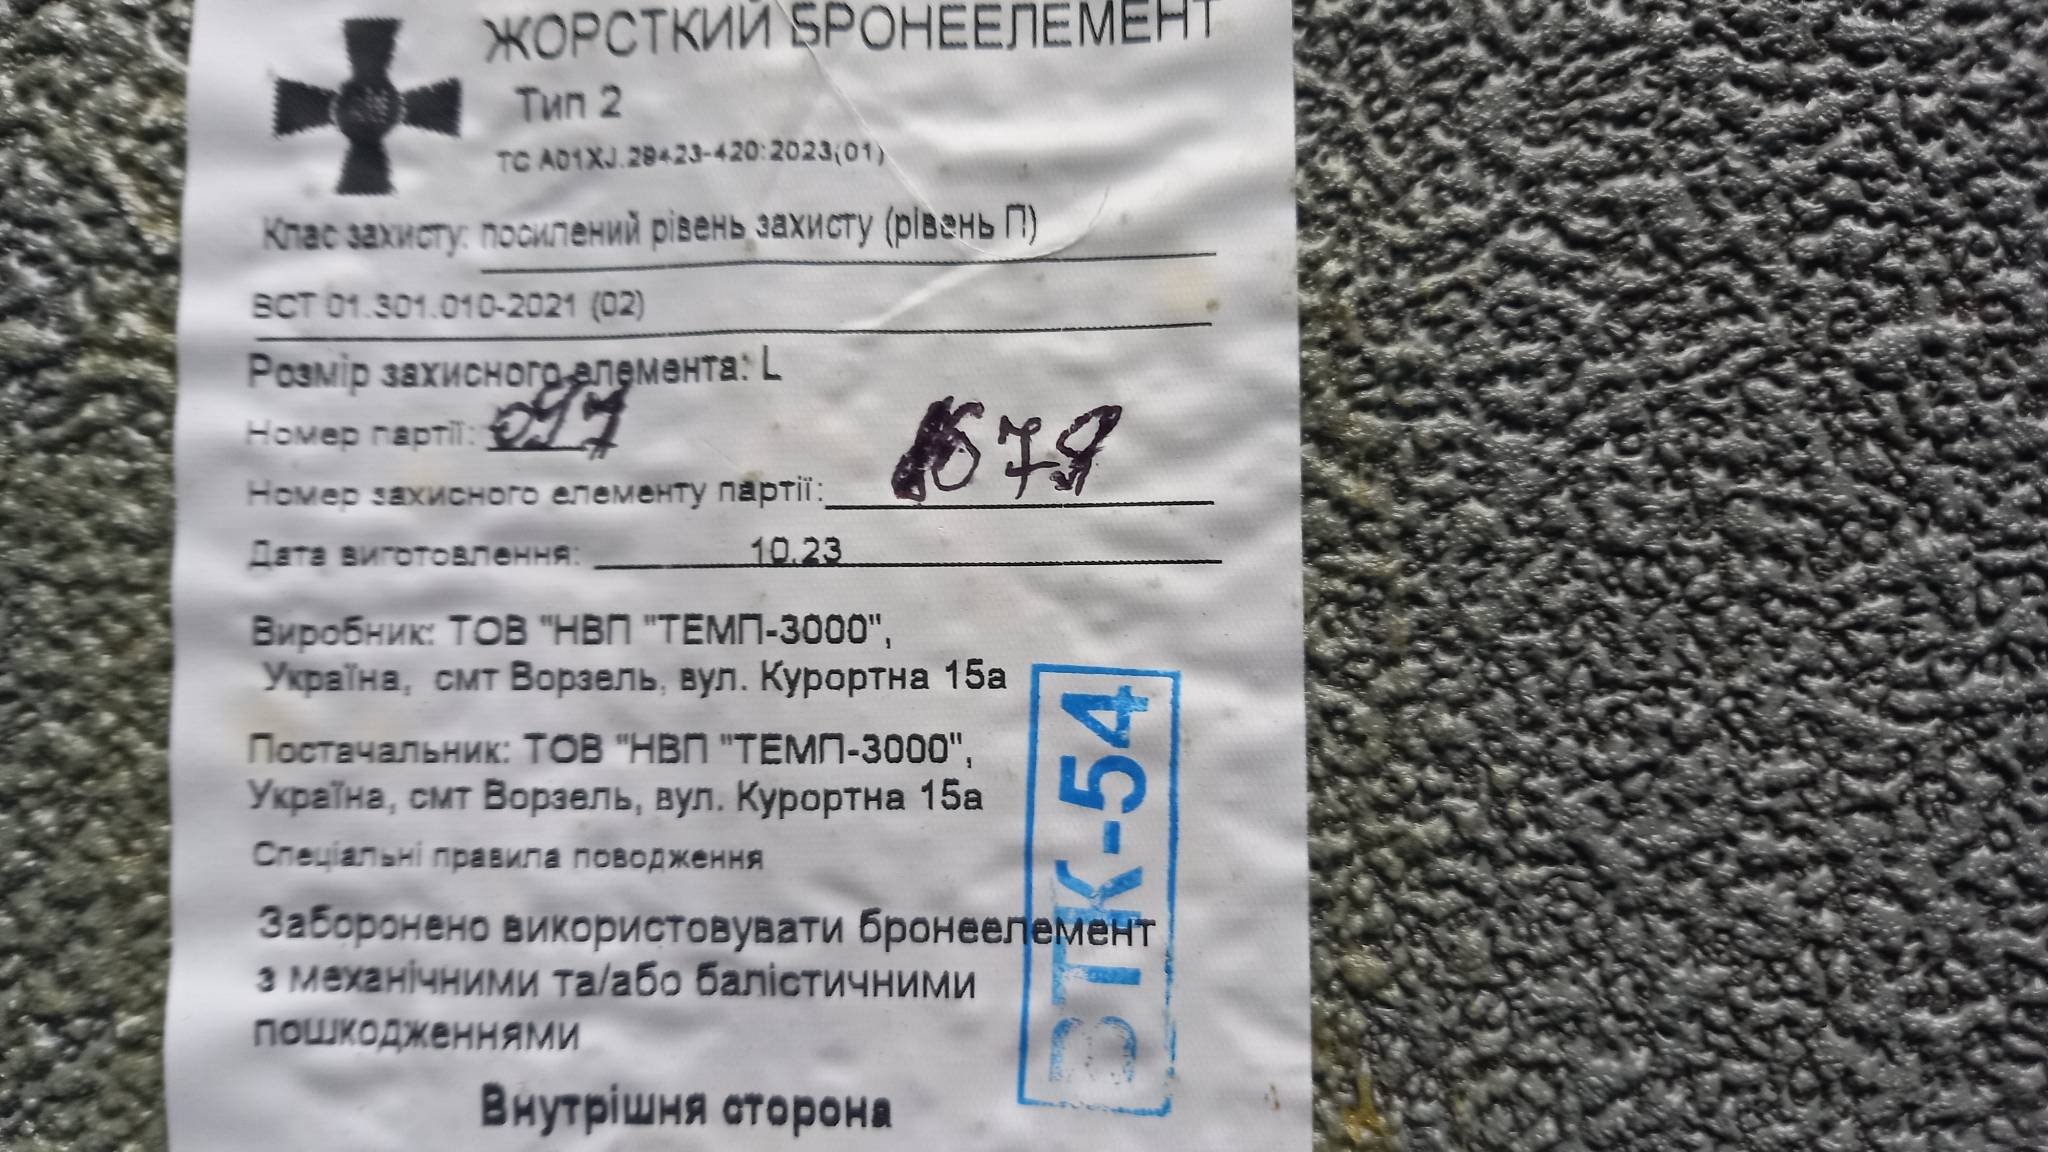 ЖОРСТКИЙ БРОНЕЕЛЕМЕНТ
Тип 2
ТС А01XJ.28423-420:2023(01)
Клас захисту: посилений рівень захисту (рівень П)
ВСТ 01.301.010-2021 (02)
Розмір захисного елемента: L
Номер партії: 097
Номер захисного елементу партії: 1679
Дата виготовлення: 10.23
Виробник: ТОВ "НВП "ТЕМП-3000",
Україна, смт Ворзель, вул. Курортна 15а
Постачальник: ТОВ "НВП "ТЕМП-3000",
Україна, смт Ворзель, вул. Курортна 15а
Спеціальні правила поводження
Заборонено використовувати бронеелемент
з механічними та/або балістичними
пошкодженнями
Внутрішня сторона
ВТК-54